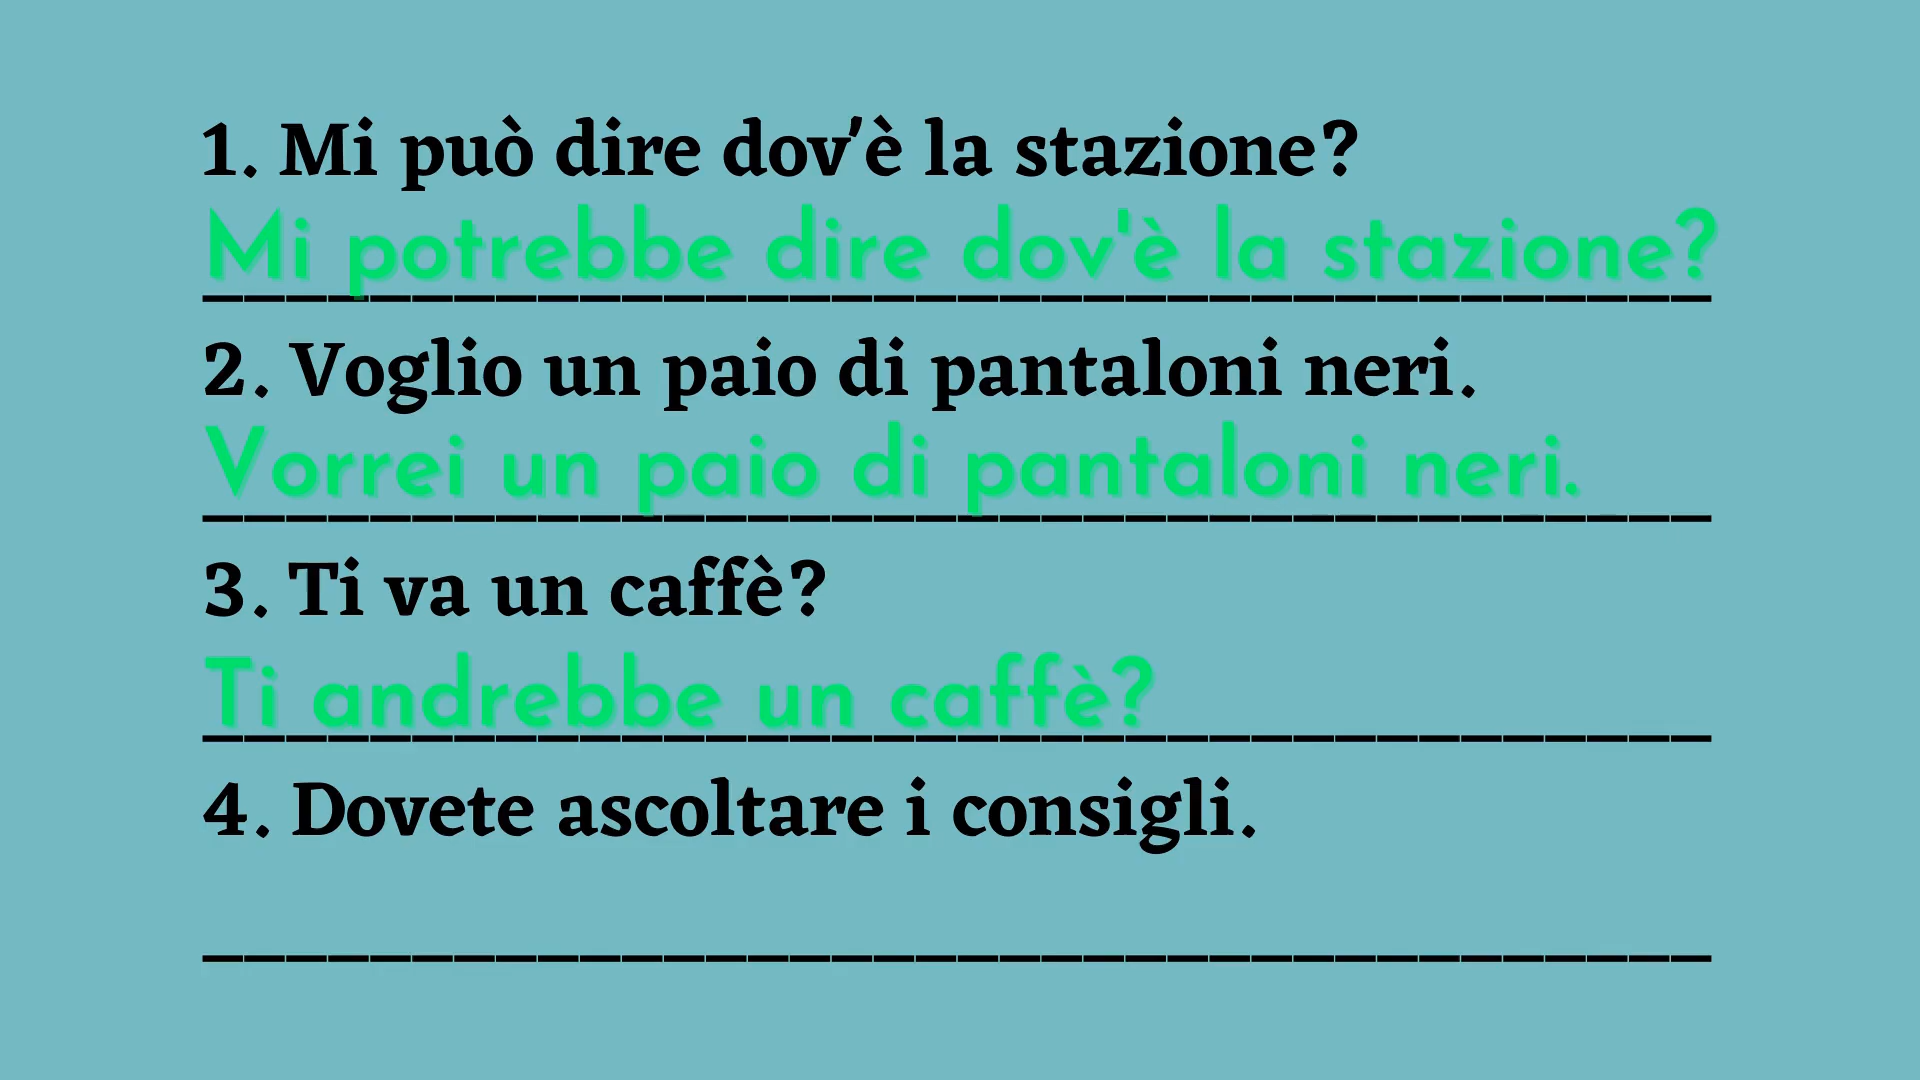 1. Mi può dire dov'è la stazione?
Mi potrebbe dire dov'è la stazione?
2. Voglio un paio di pantaloni neri.
Vorrei un paio di pantaloni neri.
3. Ti va un caffè?
Ti andrebbe un caffè?
4. Dovete ascoltare i consigli.